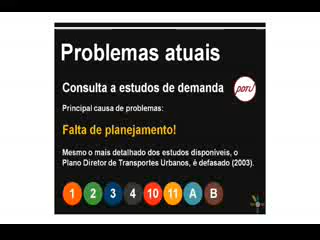 Problemas atuais
Consulta a estudos de demanda
Principal causa de problemas:
Falta de planejamento!
Mesmo o mais detalhado dos estudos disponíveis, o
Plano Diretor de Transportes Urbanos, é defasado (2003).
1 2 3 4 10 11 A B